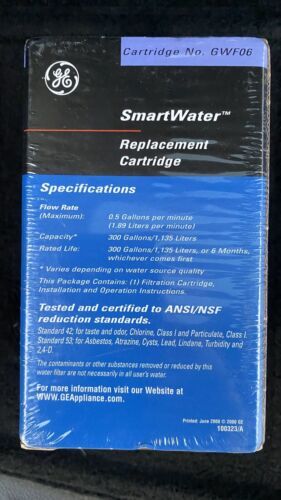 Cartridge No. GWF06
GE
SmartWater™
Replacement
Cartridge
Specifications
Flow Rate
(Maximum): 0.5 Gallons per minute
(1.89 Liters per minute)
Capacity* 300 Gallons/1,135 Liters
Rated Life: 300 Gallons/1,135 Liters, or 6 Months,
whichever comes first
* Varies depending on water source quality
This Package Contains: (1) Filtration Cartridge,
Installation and Operation Instructions.
Tested and certified to ANSI/NSF
reduction standards.
Standard 42; for taste and odor, Chlorine, Class I and Particulate, Class I.
Standard 53; for Asbestos, Atrazine, Cysts, Lead, Lindane, Turbidity and
2,4-D.
The contaminants or other substances removed or reduced by this
water filter are not necessarily in all user's water.
For more information visit our Website at
WWW.GEAppliance.com.
Printed, June 2000 © 2000 GE
100323/A